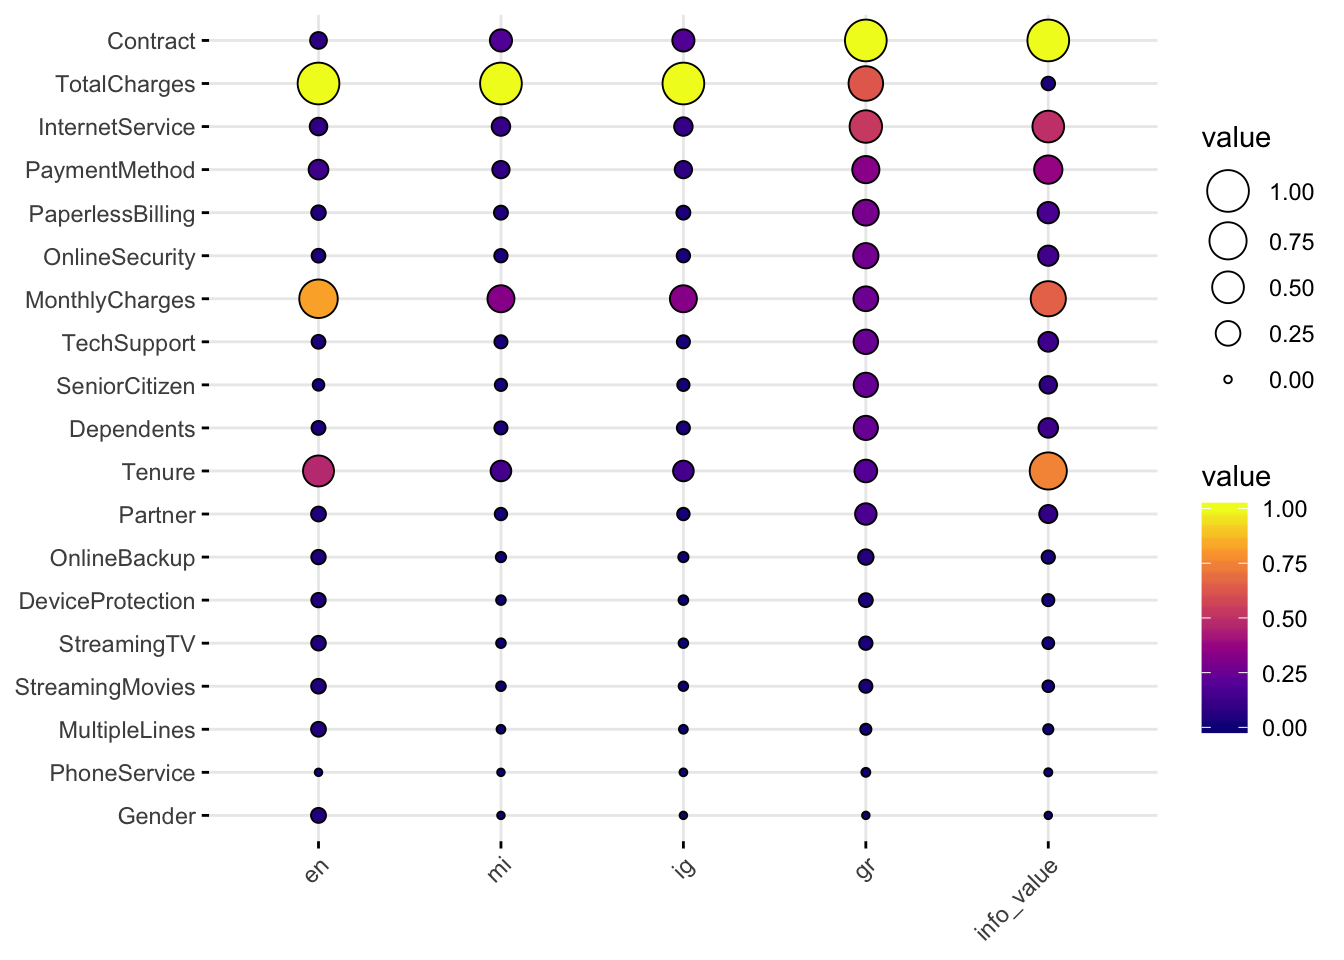 Contract
TotalCharges
InternetService
PaymentMethod
PaperlessBilling
OnlineSecurity
MonthlyCharges
TechSupport
SeniorCitizen
Dependents
Tenure
Partner
OnlineBackup
DeviceProtection
StreamingTV
StreamingMovies
MultipleLines
PhoneService
Gender
en
mi
ig
gr
info_value
value
1.00
0.75
0.50
0.25
0.00
value
1.00
0.75
0.50
0.25
0.00